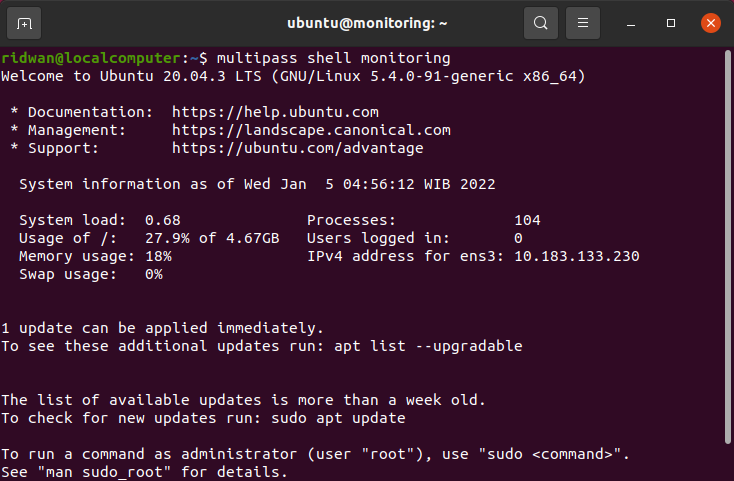 ubuntu@monitoring: ~
ridwan@localcomputer:~$ multipass shell monitoring
Welcome to Ubuntu 20.04.3 LTS (GNU/Linux 5.4.0-91-generic x86_64)
* Documentation:  https://help.ubuntu.com
* Management:     https://landscape.canonical.com
* Support:        https://ubuntu.com/advantage
System information as of Wed Jan  5 04:56:12 WIB 2022
System load:  0.68              Processes:             104
Usage of /:   27.9% of 4.67GB   Users logged in:       0
Memory usage: 18%               IPv4 address for ens3: 10.183.133.230
Swap usage:   0%
1 update can be applied immediately.
To see these additional updates run: apt list --upgradable
The list of available updates is more than a week old.
To check for new updates run: sudo apt update
To run a command as administrator (user "root"), use "sudo <command>".
See "man sudo_root" for details.